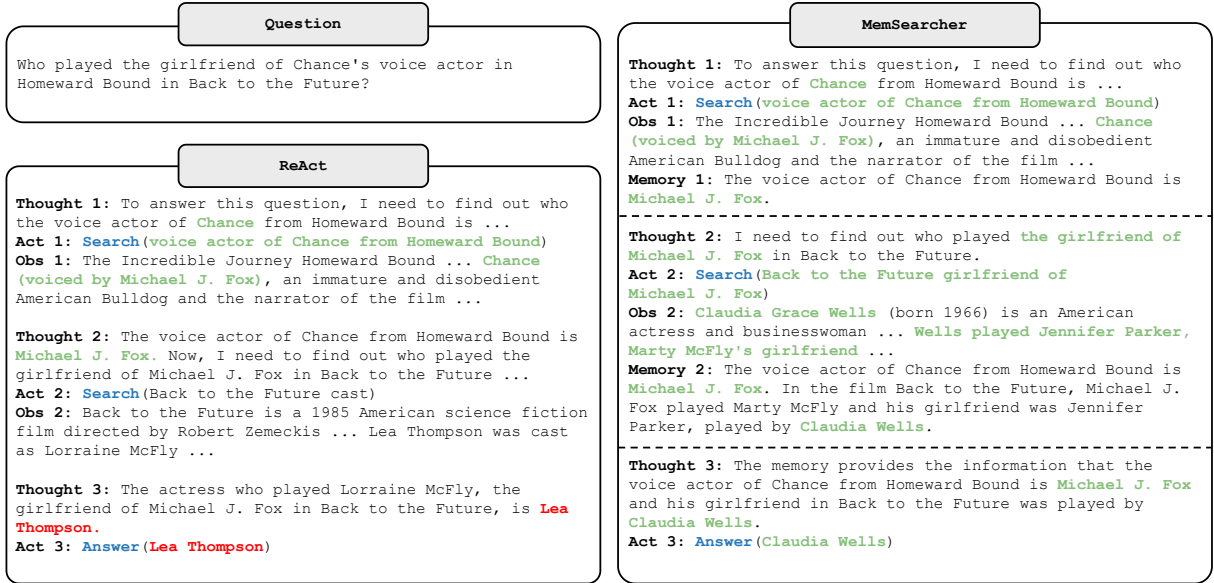 Question
Who played the girlfriend of Chance's voice actor in
Homeward Bound in Back to the Future?
ReAct
Thought 1: To answer this question, I need to find out who
the voice actor of Chance from Homeward Bound is ...
Act 1: Search(voice actor of Chance from Homeward Bound)
Obs 1: The Incredible Journey Homeward Bound ... Chance
(voiced by Michael J. Fox), an immature and disobedient
American Bulldog and the narrator of the film ...
Thought 2: The voice actor of Chance from Homeward Bound is
Michael J. Fox. Now, I need to find out who played the
girlfriend of Michael J. Fox in Back to the Future ...
Act 2: Search(Back to the Future cast)
Obs 2: Back to the Future is a 1985 American science fiction
film directed by Robert Zemeckis ... Lea Thompson was cast
as Lorraine McFly ...
Thought 3: The actress who played Lorraine McFly, the
girlfriend of Michael J. Fox in Back to the Future, is Lea
Thompson.
Act 3: Answer(Lea Thompson)
MemSearcher
Thought 1: To answer this question, I need to find out who
the voice actor of Chance from Homeward Bound is ...
Act 1: Search(voice actor of Chance from Homeward Bound)
Obs 1: The Incredible Journey Homeward Bound ... Chance
(voiced by Michael J. Fox), an immature and disobedient
American Bulldog and the narrator of the film ...
Memory 1: The voice actor of Chance from Homeward Bound is
Michael J. Fox.
Thought 2: I need to find out who played the girlfriend of
Michael J. Fox in Back to the Future.
Act 2: Search(Back to the Future girlfriend of
Michael J. Fox)
Obs 2: Claudia Grace Wells (born 1966) is an American
actress and businesswoman ... Wells played Jennifer Parker,
Marty McFly's girlfriend ...
Memory 2: The voice actor of Chance from Homeward Bound is
Michael J. Fox. In the film Back to the Future, Michael J.
Fox played Marty McFly and his girlfriend was Jennifer
Parker, played by Claudia Wells.
Thought 3: The memory provides the information that the
voice actor of Chance from Homeward Bound is Michael J. Fox
and his girlfriend in Back to the Future was played by
Claudia Wells.
Act 3: Answer(Claudia Wells)